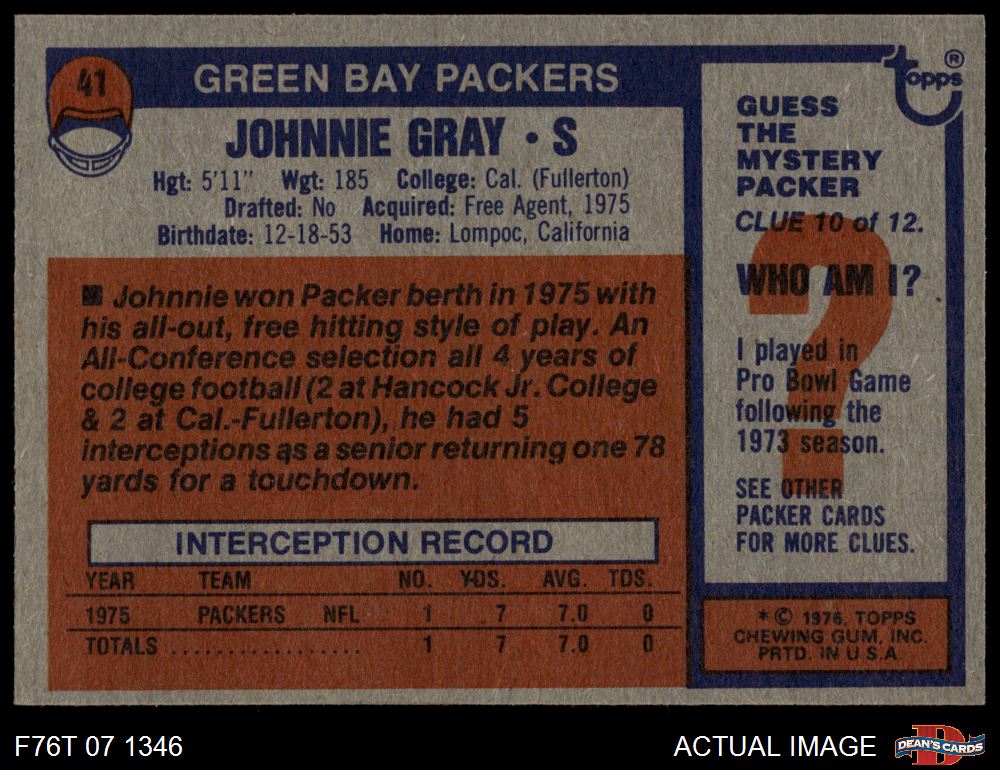 41
GREEN BAY PACKERS
topps ®
JOHNNIE GRAY • S
Hgt: 5'11" Wgt: 185 College: Cal. (Fullerton)
Drafted: No Acquired: Free Agent, 1975
Birthdate: 12-18-53 Home: Lompoc, California
■ Johnnie won Packer berth in 1975 with
his all-out, free hitting style of play. An
All-Conference selection all 4 years of
college football (2 at Hancock Jr. College
& 2 at Cal.-Fullerton), he had 5
interceptions as a senior returning one 78
yards for a touchdown.
INTERCEPTION RECORD
YEAR TEAM NO. YDS. AVG. TDS.
1975 PACKERS NFL 1 7 7.0 0
TOTALS .................. 1 7 7.0 0
GUESS
THE
MYSTERY
PACKER
CLUE 10 of 12.
?
WHO AM I?
I played in
Pro Bowl Game
following the
1973 season.
SEE OTHER
PACKER CARDS
FOR MORE CLUES.
* © 1976. TOPPS
CHEWING GUM, INC.
PRTD. IN U S.A
F76T 07 1346
ACTUAL IMAGE
D
DEAN'S CARDS